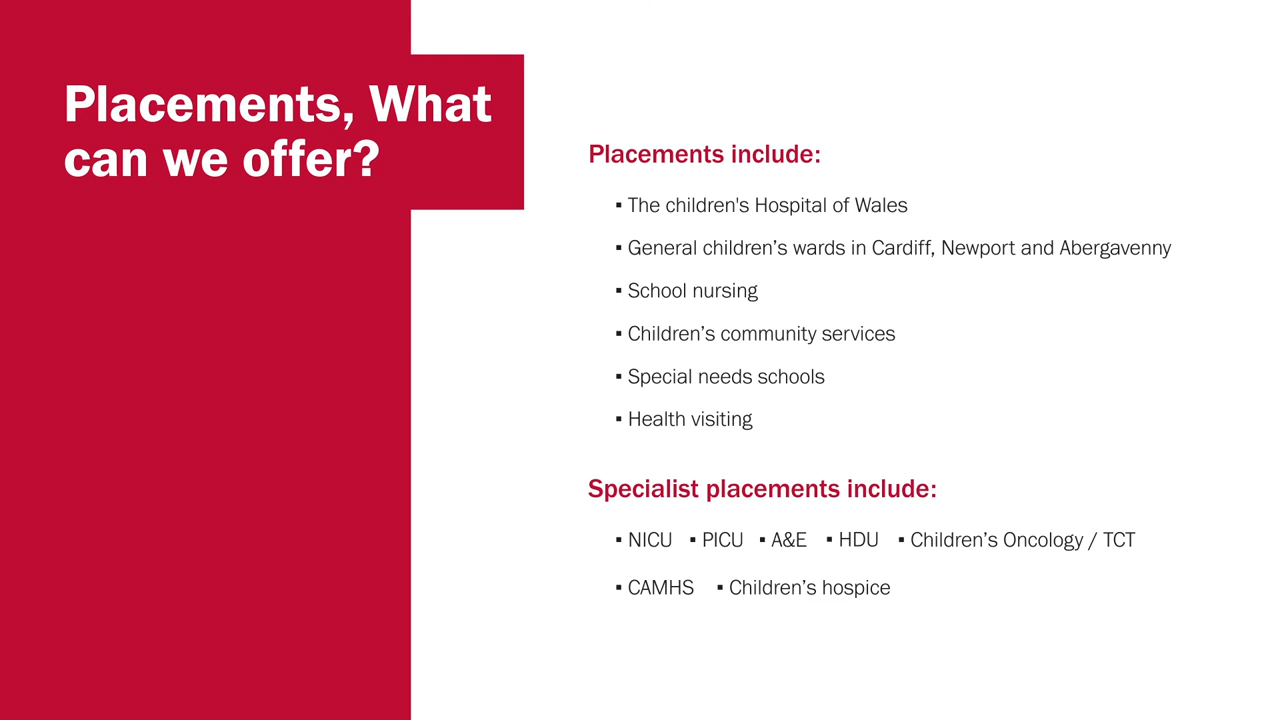 Placements, What
can we offer?
Placements include:
▪ The children's Hospital of Wales
▪ General children’s wards in Cardiff, Newport and Abergavenny
▪ School nursing
▪ Children’s community services
▪ Special needs schools
▪ Health visiting
Specialist placements include:
▪ NICU ▪ PICU ▪ A&E ▪ HDU ▪ Children’s Oncology / TCT
▪ CAMHS ▪ Children’s hospice